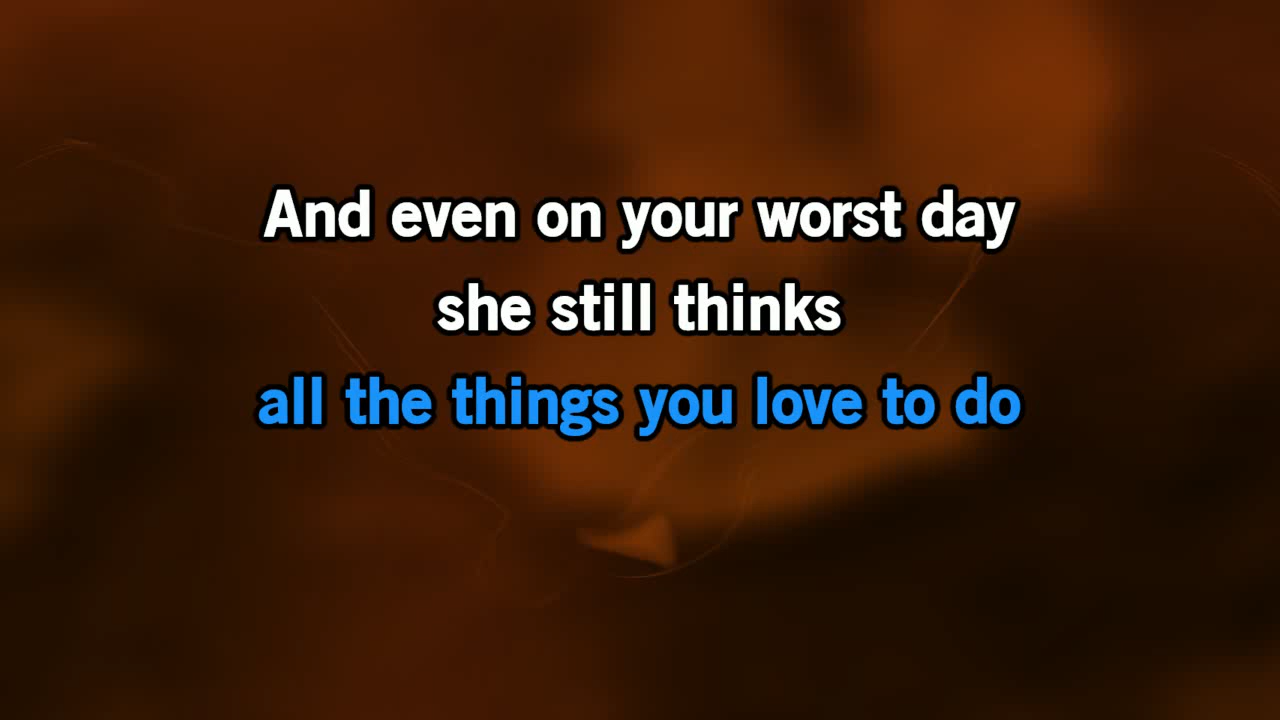 And even on your worst day
she still thinks
all the things you love to do